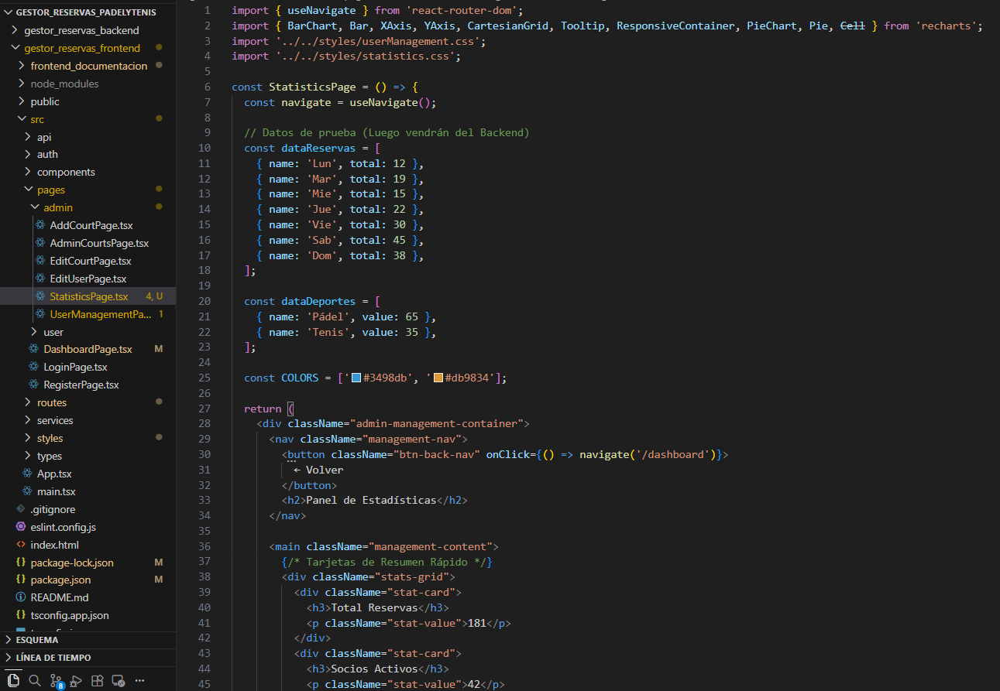 GESTOR_RESERVAS_PADELYTENIS
gestor_reservas_backend
gestor_reservas_frontend
frontend_documentacion
node_modules
public
src
api
auth
components
pages
admin
AddCourtPage.tsx
AdminCourtsPage.tsx
EditCourtPage.tsx
EditUserPage.tsx
StatisticsPage.tsx 4, U
UserManagementPa... 1
user
DashboardPage.tsx M
LoginPage.tsx
RegisterPage.tsx
routes
services
styles
types
App.tsx
main.tsx
.gitignore
eslint.config.js
index.html
package-lock.json M
package.json M
README.md
tsconfig.app.json
ESQUEMA
LÍNEA DE TIEMPO
8
1 import { useNavigate } from 'react-router-dom';
2 import { BarChart, Bar, XAxis, YAxis, CartesianGrid, Tooltip, ResponsiveContainer, PieChart, Pie, Cell } from 'recharts';
3 import '../../styles/userManagement.css';
4 import '../../styles/statistics.css';
5
6 const StatisticsPage = () => {
7 const navigate = useNavigate();
8
9 // Datos de prueba (Luego vendrán del Backend)
10 const dataReservas = [
11 { name: 'Lun', total: 12 },
12 { name: 'Mar', total: 19 },
13 { name: 'Mie', total: 15 },
14 { name: 'Jue', total: 22 },
15 { name: 'Vie', total: 30 },
16 { name: 'Sab', total: 45 },
17 { name: 'Dom', total: 38 },
18 ];
19
20 const dataDeportes = [
21 { name: 'Pádel', value: 65 },
22 { name: 'Tenis', value: 35 },
23 ];
24
25 const COLORS = ['#3498db', '#db9834'];
26
27 return (
28 <div className="admin-management-container">
29 <nav className="management-nav">
30 <button className="btn-back-nav" onClick={() => navigate('/dashboard')}>
31 ← Volver
32 </button>
33 <h2>Panel de Estadísticas</h2>
34 </nav>
35
36 <main className="management-content">
37 {/* Tarjetas de Resumen Rápido */}
38 <div className="stats-grid">
39 <div className="stat-card">
40 <h3>Total Reservas</h3>
41 <p className="stat-value">181</p>
42 </div>
43 <div className="stat-card">
44 <h3>Socios Activos</h3>
45 <p className="stat-value">42</p>